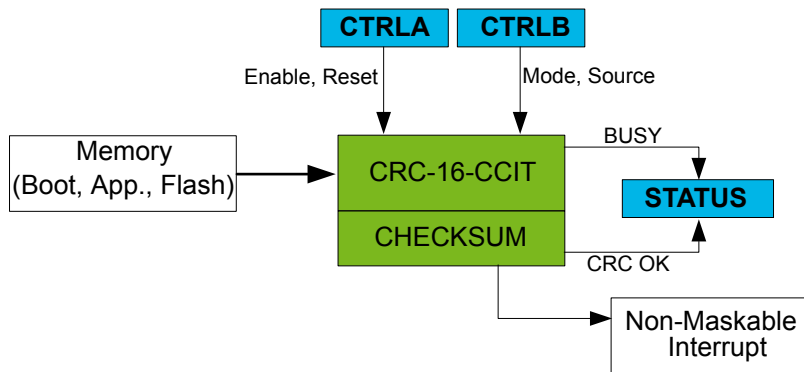 CTRLA
CTRLB
Enable, Reset
Mode, Source
Memory
(Boot, App., Flash)
CRC-16-CCIT
BUSY
STATUS
CHECKSUM
CRC OK
Non-Maskable
Interrupt